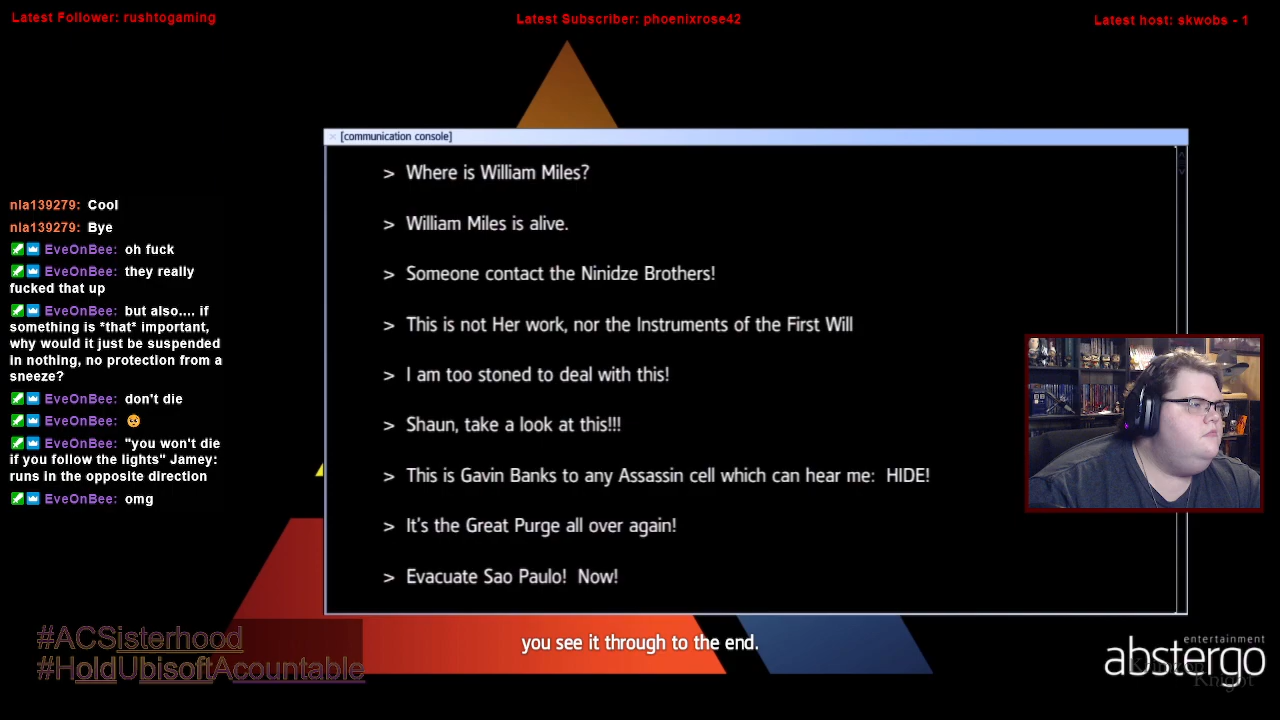 Latest Follower: rushtogaming
Latest Subscriber: phoenixrose42
Latest host: skwobs - 1
[communication console]
> Where is William Miles?
> William Miles is alive.
> Someone contact the Ninidze Brothers!
> This is not Her work, nor the Instruments of the First Will
> I am too stoned to deal with this!
> Shaun, take a look at this!!!
> This is Gavin Banks to any Assassin cell which can hear me:  HIDE!
> It's the Great Purge all over again!
> Evacuate Sao Paulo!  Now!
nla139279: Cool
nla139279: Bye
EveOnBee: oh fuck
EveOnBee: they really
fucked that up
EveOnBee: but also.... if
something is *that* important,
why would it just be suspended
in nothing, no protection from a
sneeze?
EveOnBee: don't die
EveOnBee:
EveOnBee: "you won't die
if you follow the lights" Jamey:
runs in the opposite direction
EveOnBee: omg
#ACSisterhood
#HoldUbisoftAcountable
you see it through to the end.
entertainment
abstergo
Knight